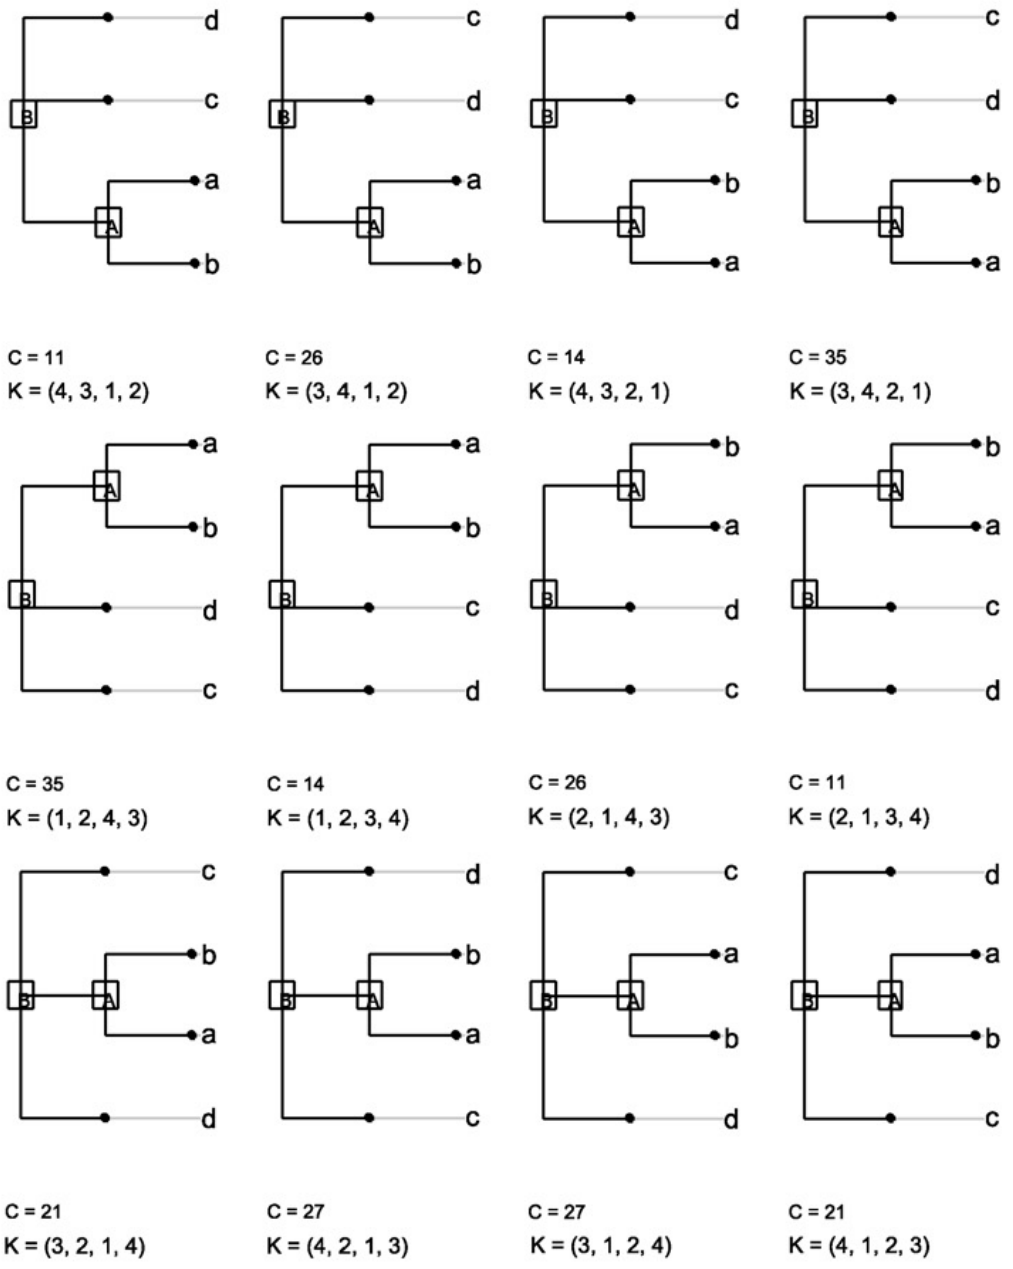 d
c
B
a
A
b
C = 11
K = (4, 3, 1, 2)
c
d
B
a
A
b
C = 26
K = (3, 4, 1, 2)
d
c
B
b
A
a
C = 14
K = (4, 3, 2, 1)
c
d
B
b
A
a
C = 35
K = (3, 4, 2, 1)
a
A
b
B
d
c
C = 35
K = (1, 2, 4, 3)
a
A
b
B
c
d
C = 14
K = (1, 2, 3, 4)
b
A
a
B
d
c
C = 26
K = (2, 1, 4, 3)
b
A
a
B
c
d
C = 11
K = (2, 1, 3, 4)
c
b
B
A
a
d
C = 21
K = (3, 2, 1, 4)
d
b
B
A
a
c
C = 27
K = (4, 2, 1, 3)
c
a
B
A
b
d
C = 27
K = (3, 1, 2, 4)
d
a
B
A
b
c
C = 21
K = (4, 1, 2, 3)